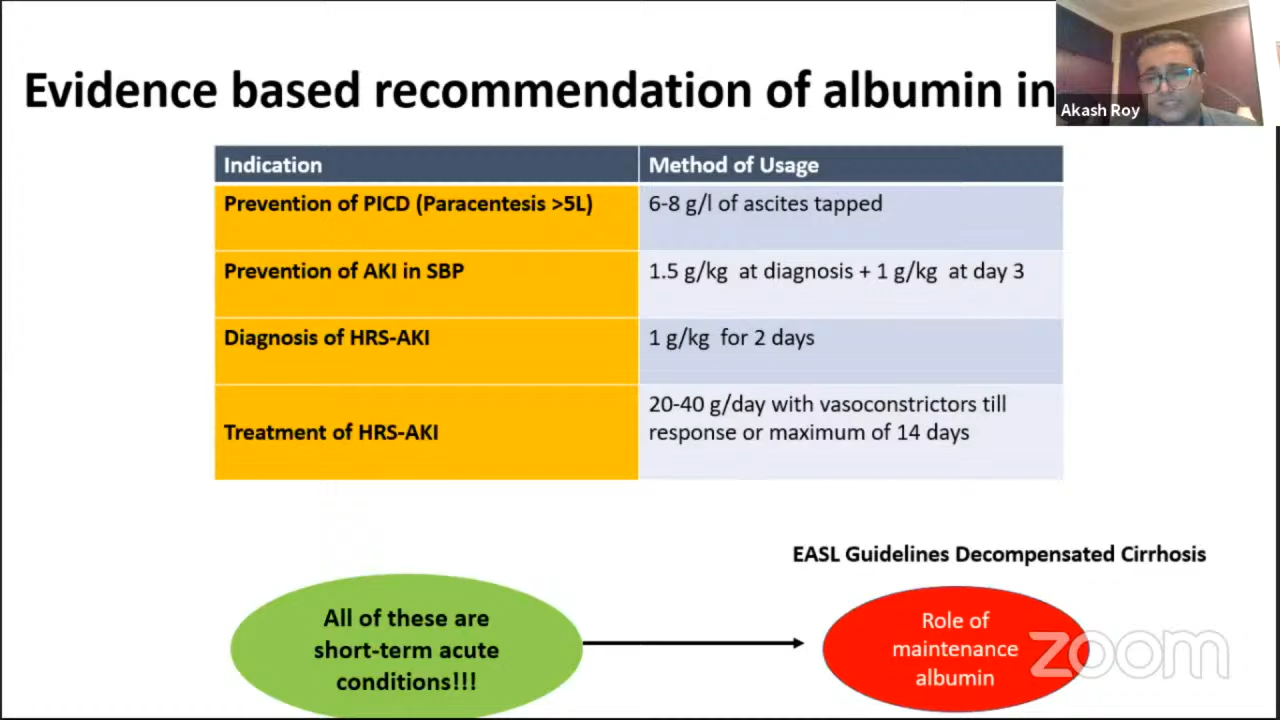 Evidence based recommendation of albumin in
Akash Roy
Indication
Method of Usage
Prevention of PICD (Paracentesis >5L)
6-8 g/l of ascites tapped
Prevention of AKI in SBP
1.5 g/kg at diagnosis + 1 g/kg at day 3
Diagnosis of HRS-AKI
1 g/kg for 2 days
Treatment of HRS-AKI
20-40 g/day with vasoconstrictors till
response or maximum of 14 days
EASL Guidelines Decompensated Cirrhosis
All of these are
short-term acute
conditions!!!
Role of
maintenance
albumin
zoom